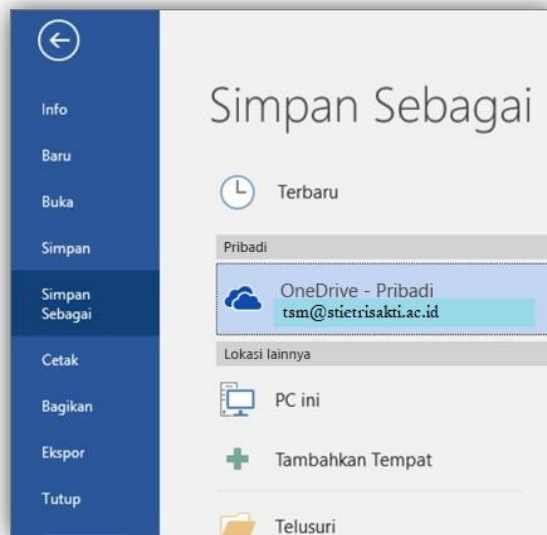 Info
Baru
Buka
Simpan
Simpan
Sebagai
Cetak
Bagikan
Ekspor
Tutup
Simpan Sebagai
Terbaru
Pribadi
OneDrive - Pribadi
tsm@stietrisakti.ac.id
Lokasi lainnya
PC ini
Tambahkan Tempat
Telusuri